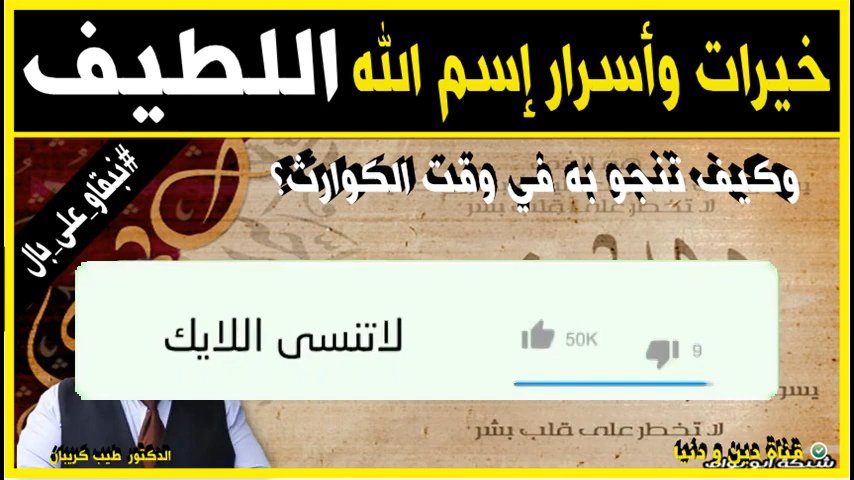 خيرات وأسرار إسم الله اللطيف
وكيف تنجو به في وقت الكوارث؟
لا تخطر على قلب بشر
لاتنسى اللايك
50K
9
يسو
لا تخطر على قلب بشر
الدكتور طيب كريبان
قناة دين و دنيا